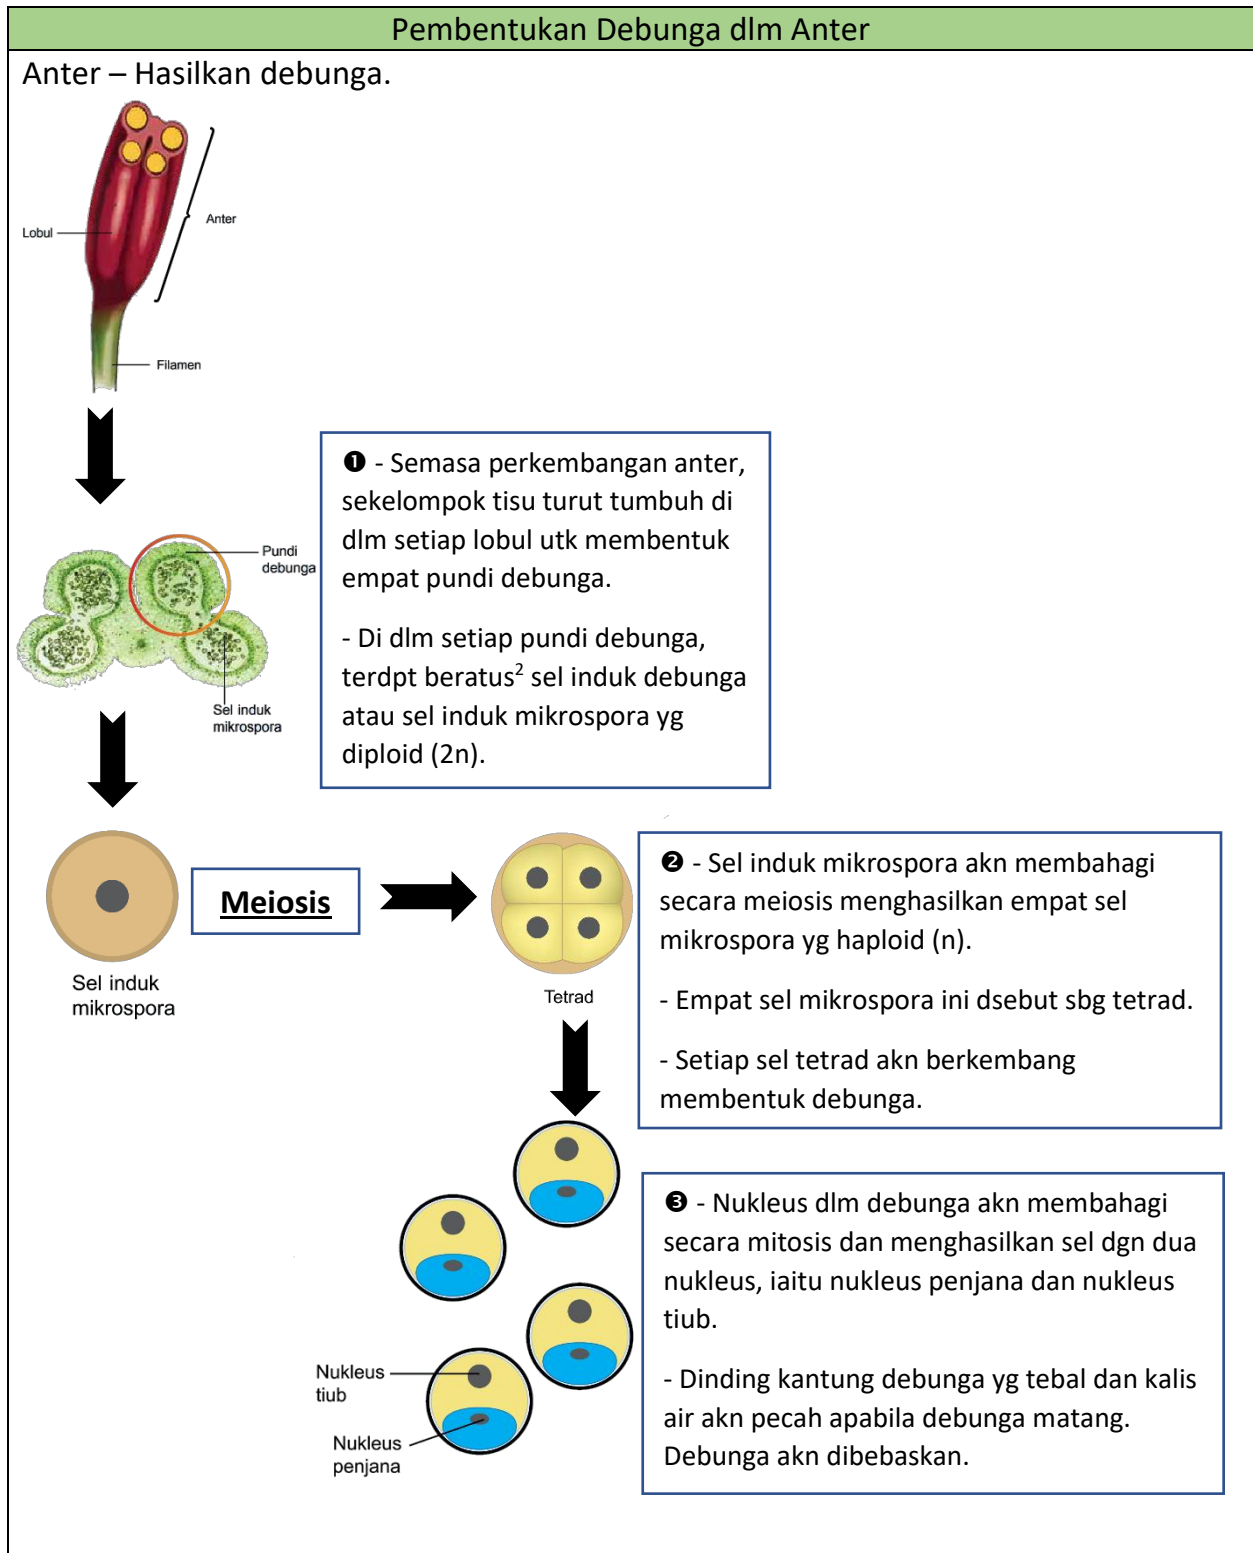 Pembentukan Debunga dlm Anter
Anter – Hasilkan debunga.
Lobul
Anter
Filamen
❶ - Semasa perkembangan anter,
sekelompok tisu turut tumbuh di
dlm setiap lobul utk membentuk
empat pundi debunga.
- Di dlm setiap pundi debunga,
terdpt beratus² sel induk debunga
atau sel induk mikrospora yg
diploid (2n).
Pundi
debunga
Sel induk
mikrospora
Sel induk
mikrospora
Meiosis
Tetrad
❷ - Sel induk mikrospora akn membahagi
secara meiosis menghasilkan empat sel
mikrospora yg haploid (n).
- Empat sel mikrospora ini dsebut sbg tetrad.
- Setiap sel tetrad akn berkembang
membentuk debunga.
❸ - Nukleus dlm debunga akn membahagi
secara mitosis dan menghasilkan sel dgn dua
nukleus, iaitu nukleus penjana dan nukleus
tiub.
- Dinding kantung debunga yg tebal dan kalis
air akn pecah apabila debunga matang.
Debunga akn dibebaskan.
Nukleus
tiub
Nukleus
penjana